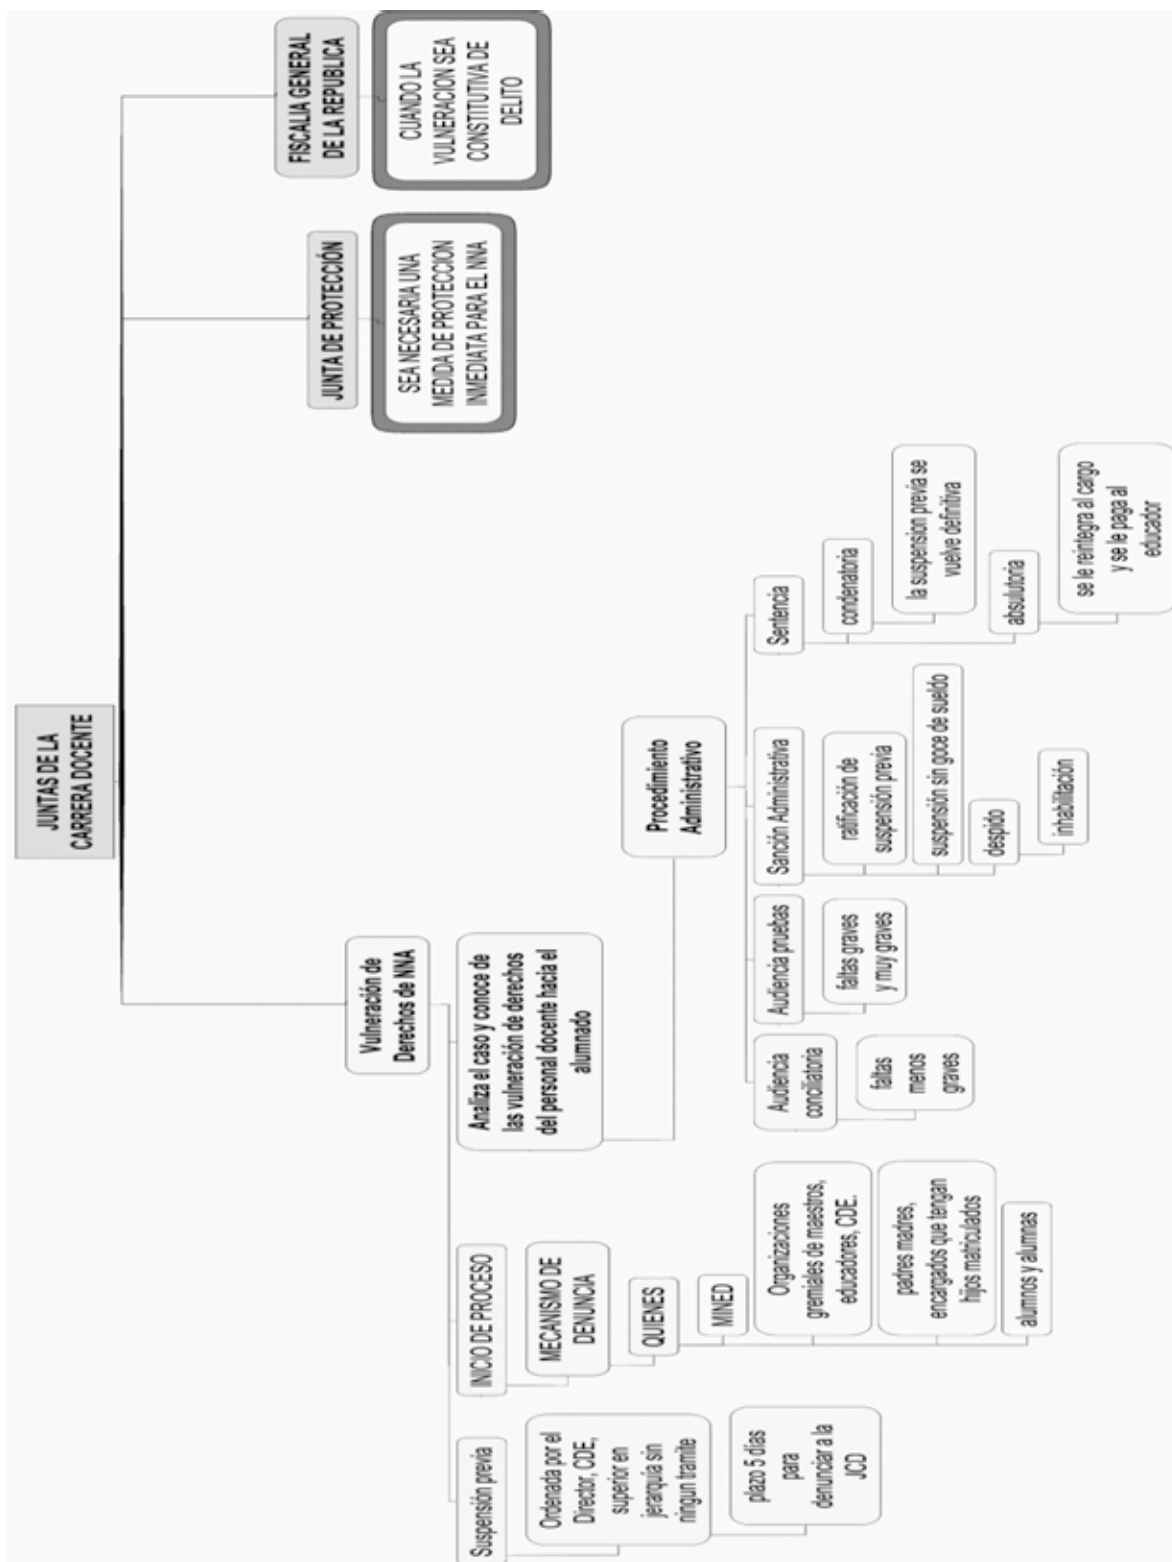 JUNTAS DE LA
CARRERA DOCENTE
Vulneración de
Derechos de NNA
Suspensión previa
Ordenada por el
Director, CDE,
superior en
jerarquía sin
ningun tramite
plazo 5 días
para
denunciar a la
JCD
INICIO DE PROCESO
MECANISMO DE
DENUNCIA
QUIENES
MINED
Organizaciones
gremiales de maestros,
educadores, CDE.
padres madres,
encargados que tengan
hijos matriculados
alumnos y alumnas
Analiza el caso y conoce de
las vulneración de derechos
del personal docente hacia el
alumnado
Procedimiento
Administrativo
Audiencia
conciliatoria
faltas
menos
graves
Audiencia pruebas
faltas graves
y muy graves
Sanción Administrativa
ratificación de
suspensión previa
suspensión sin goce de sueldo
despido
inhabilitación
Sentencia
condenatoria
la suspension previa se
vuelve definitiva
absulutoria
se le reintegra al cargo
y se le paga al
educador
JUNTA DE PROTECCIÓN
SEA NECESARIA UNA
MEDIDA DE PROTECCION
INMEDIATA PARA EL NNA
FISCALIA GENERAL
DE LA REPUBLICA
CUANDO LA
VULNERACION SEA
CONSTITUTIVA DE
DELITO